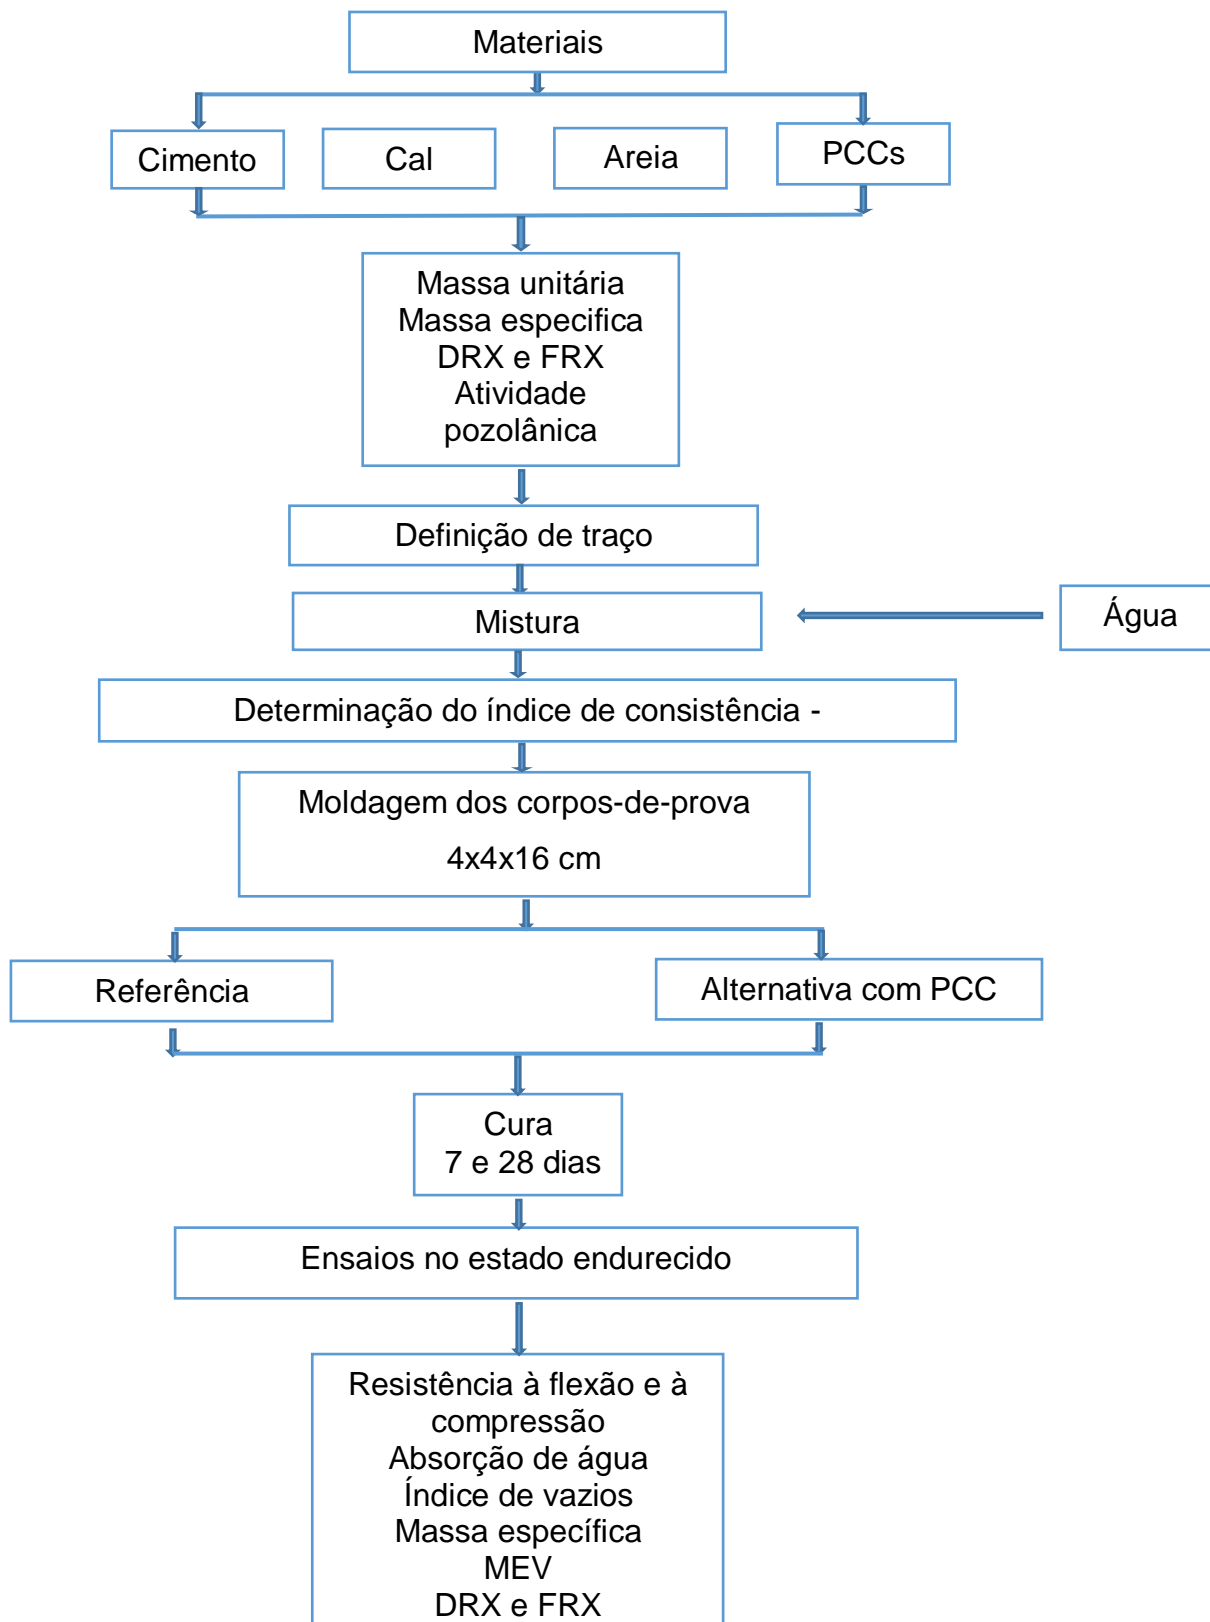 Materiais
Cimento
Cal
Areia
PCCs
Massa unitária
Massa especifica
DRX e FRX
Atividade
pozolânica
Definição de traço
Mistura
Água
Determinação do índice de consistência -
Moldagem dos corpos-de-prova
4x4x16 cm
Referência
Alternativa com PCC
Cura
7 e 28 dias
Ensaios no estado endurecido
Resistência à flexão e à
compressão
Absorção de água
Índice de vazios
Massa específica
MEV
DRX e FRX